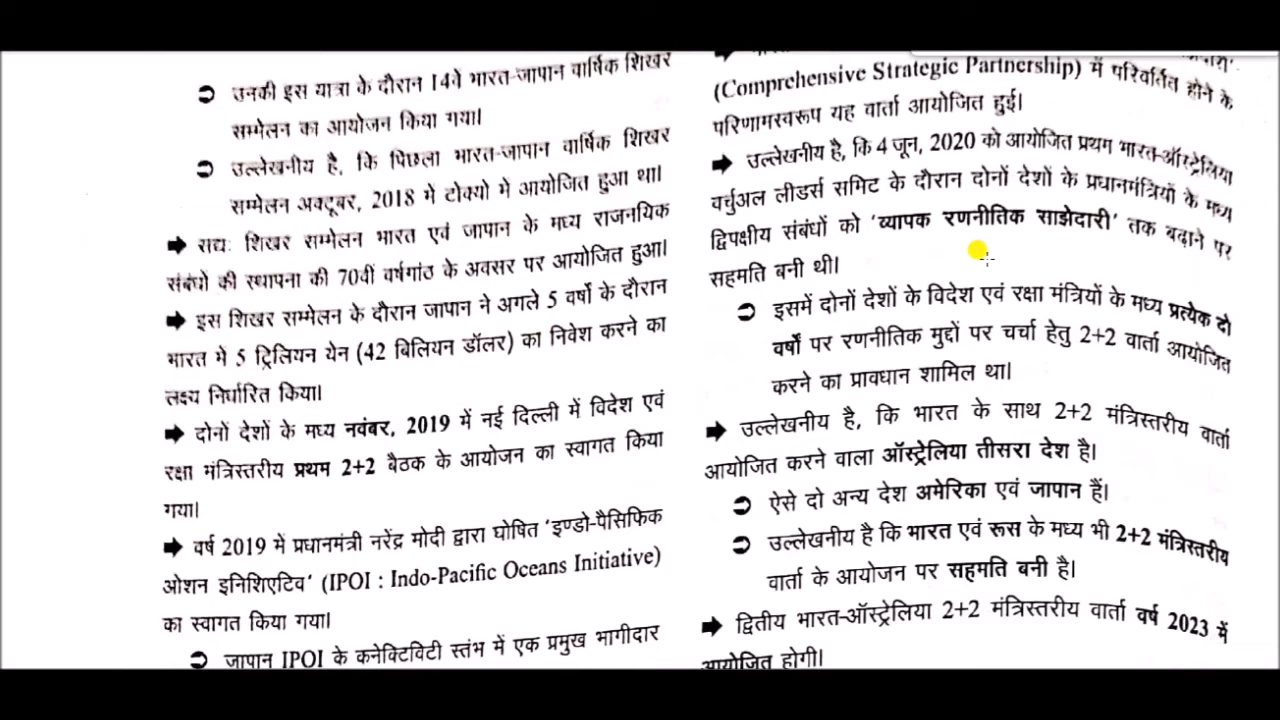 उनकी इस यात्रा के दौरान 14वें भारत-जापान वार्षिक शिखर
सम्मेलन का आयोजन किया गया।
उल्लेखनीय है, कि पिछला भारत-जापान वार्षिक शिखर
सम्मेलन अक्टूबर, 2018 में टोक्यो में आयोजित हुआ था।
सद्यः शिखर सम्मेलन भारत एवं जापान के मध्य राजनयिक
संबंधों की स्थापना की 70वीं वर्षगांठ के अवसर पर आयोजित हुआ।
इस शिखर सम्मेलन के दौरान जापान ने अगले 5 वर्षों के दौरान
भारत में 5 ट्रिलियन येन (42 बिलियन डॉलर) का निवेश करने का
लक्ष्य निर्धारित किया।
दोनों देशों के मध्य नवंबर, 2019 में नई दिल्ली में विदेश एवं
रक्षा मंत्रिस्तरीय प्रथम 2+2 बैठक के आयोजन का स्वागत किया
गया।
वर्ष 2019 में प्रधानमंत्री नरेंद्र मोदी द्वारा घोषित 'इण्डो-पैसिफिक
ओशन इनिशिएटिव' (IPOI : Indo-Pacific Oceans Initiative)
का स्वागत किया गया।
जापान IPOI के कनेक्टिविटी स्तंभ में एक प्रमुख भागीदार
(Comprehensive Strategic Partnership) में परिवर्तित होने के
परिणामस्वरूप यह वार्ता आयोजित हुई।
उल्लेखनीय है, कि 4 जून, 2020 को आयोजित प्रथम भारत-ऑस्ट्रेलिया
वर्चुअल लीडर्स समिट के दौरान दोनों देशों के प्रधानमंत्रियों के मध्य
द्विपक्षीय संबंधों को 'व्यापक रणनीतिक साझेदारी' तक बढ़ाने पर
सहमति बनी थी।
इसमें दोनों देशों के विदेश एवं रक्षा मंत्रियों के मध्य प्रत्येक दो
वर्षों पर रणनीतिक मुद्दों पर चर्चा हेतु 2+2 वार्ता आयोजित
करने का प्रावधान शामिल था।
उल्लेखनीय है, कि भारत के साथ 2+2 मंत्रिस्तरीय वार्ता
आयोजित करने वाला ऑस्ट्रेलिया तीसरा देश है।
ऐसे दो अन्य देश अमेरिका एवं जापान हैं।
उल्लेखनीय है कि भारत एवं रूस के मध्य भी 2+2 मंत्रिस्तरीय
वार्ता के आयोजन पर सहमति बनी है।
द्वितीय भारत-ऑस्ट्रेलिया 2+2 मंत्रिस्तरीय वार्ता वर्ष 2023 में
आयोजित होगी।